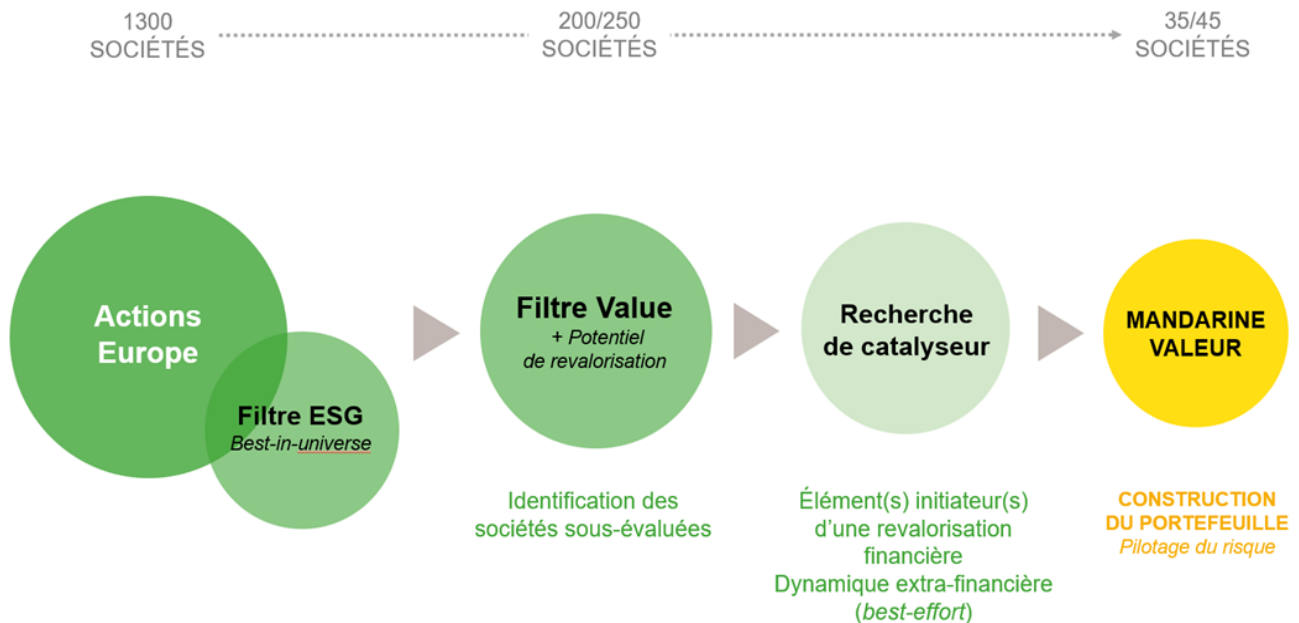 1300
SOCIÉTÉS
200/250
SOCIÉTÉS
35/45
SOCIÉTÉS
Actions
Europe
Filtre ESG
Best-in-universe
Filtre Value
+ Potentiel
de revalorisation
Recherche
de catalyseur
MANDARINE
VALEUR
Identification des
sociétés sous-évaluées
Élément(s) initiateur(s)
d'une revalorisation
financière
Dynamique extra-financière
(best-effort)
CONSTRUCTION
DU PORTEFEUILLE
Pilotage du risque